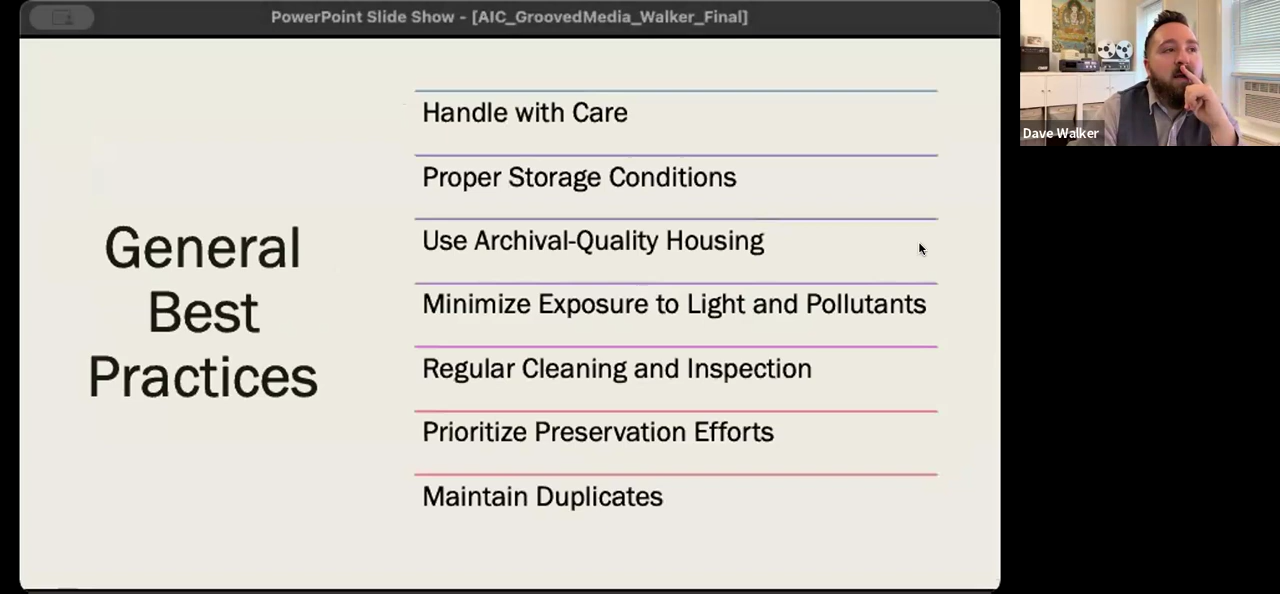 PowerPoint Slide Show - [AIC_GroovedMedia_Walker_Final]
General
Best
Practices
Handle with Care
Proper Storage Conditions
Use Archival-Quality Housing
Minimize Exposure to Light and Pollutants
Regular Cleaning and Inspection
Prioritize Preservation Efforts
Maintain Duplicates
Dave Walker